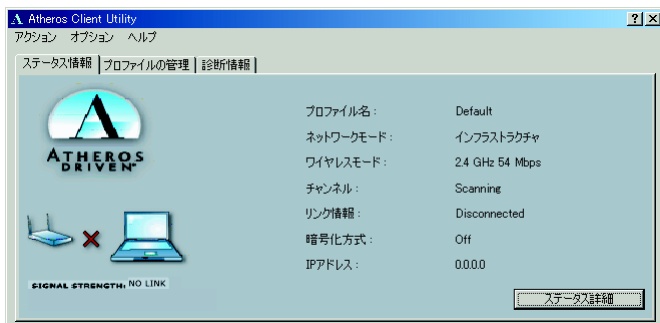 Atheros Client Utility
アクション オプション ヘルプ
ステータス情報 プロファイルの管理 診断情報
プロファイル名 : Default
ネットワークモード : インフラストラクチャ
ワイヤレスモード : 2.4 GHz 54 Mbps
チャンネル : Scanning
リンク情報 : Disconnected
暗号化方式 : Off
IPアドレス : 0.0.0.0
ATHEROS
DRIVEN
SIGNAL STRENGTH: NO LINK
ステータス詳細